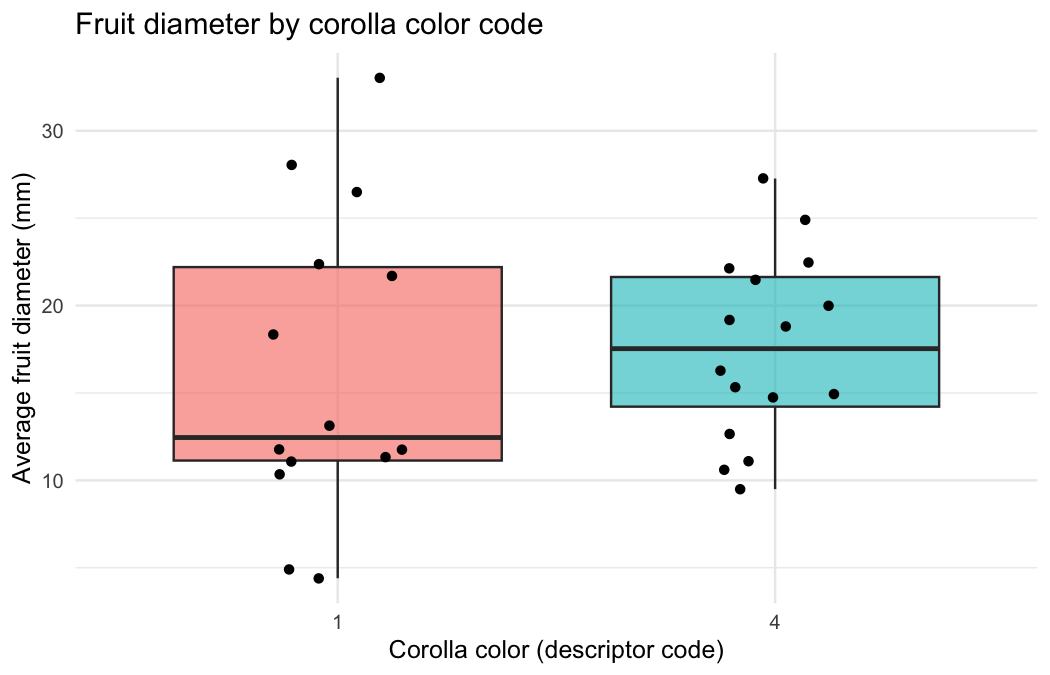 Fruit diameter by corolla color code
Average fruit diameter (mm)
30
20
10
1
4
Corolla color (descriptor code)